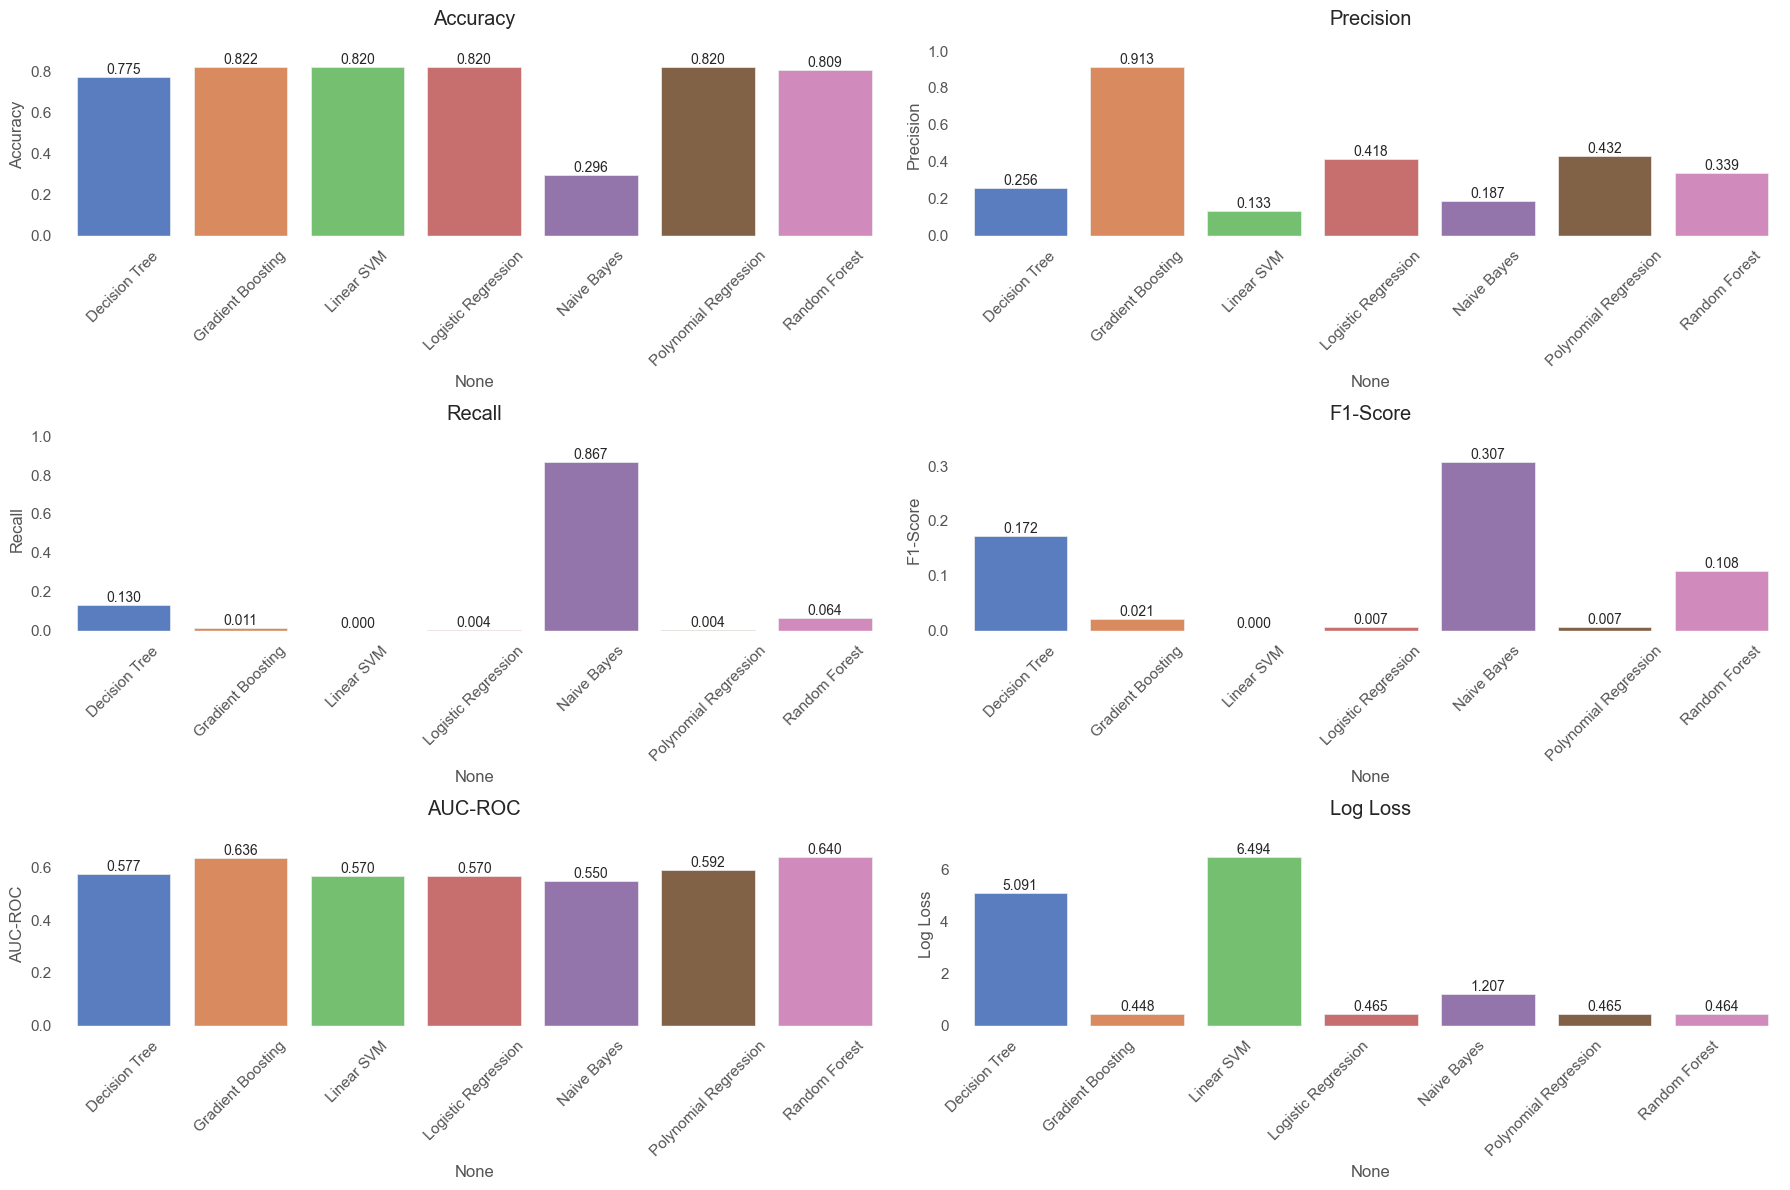 Accuracy
Accuracy
0.8
0.6
0.4
0.2
0.0
0.775
0.822
0.820
0.820
0.296
0.820
0.809
Decision Tree
Gradient Boosting
Linear SVM
Logistic Regression
Naive Bayes
Polynomial Regression
Random Forest
None
Precision
Precision
1.0
0.8
0.6
0.4
0.2
0.0
0.256
0.913
0.133
0.418
0.187
0.432
0.339
Decision Tree
Gradient Boosting
Linear SVM
Logistic Regression
Naive Bayes
Polynomial Regression
Random Forest
None
Recall
Recall
1.0
0.8
0.6
0.4
0.2
0.0
0.130
0.011
0.000
0.004
0.867
0.004
0.064
Decision Tree
Gradient Boosting
Linear SVM
Logistic Regression
Naive Bayes
Polynomial Regression
Random Forest
None
F1-Score
F1-Score
0.3
0.2
0.1
0.0
0.172
0.021
0.000
0.007
0.307
0.007
0.108
Decision Tree
Gradient Boosting
Linear SVM
Logistic Regression
Naive Bayes
Polynomial Regression
Random Forest
None
AUC-ROC
AUC-ROC
0.6
0.4
0.2
0.0
0.577
0.636
0.570
0.570
0.550
0.592
0.640
Decision Tree
Gradient Boosting
Linear SVM
Logistic Regression
Naive Bayes
Polynomial Regression
Random Forest
None
Log Loss
Log Loss
6
4
2
0
5.091
0.448
6.494
0.465
1.207
0.465
0.464
Decision Tree
Gradient Boosting
Linear SVM
Logistic Regression
Naive Bayes
Polynomial Regression
Random Forest
None